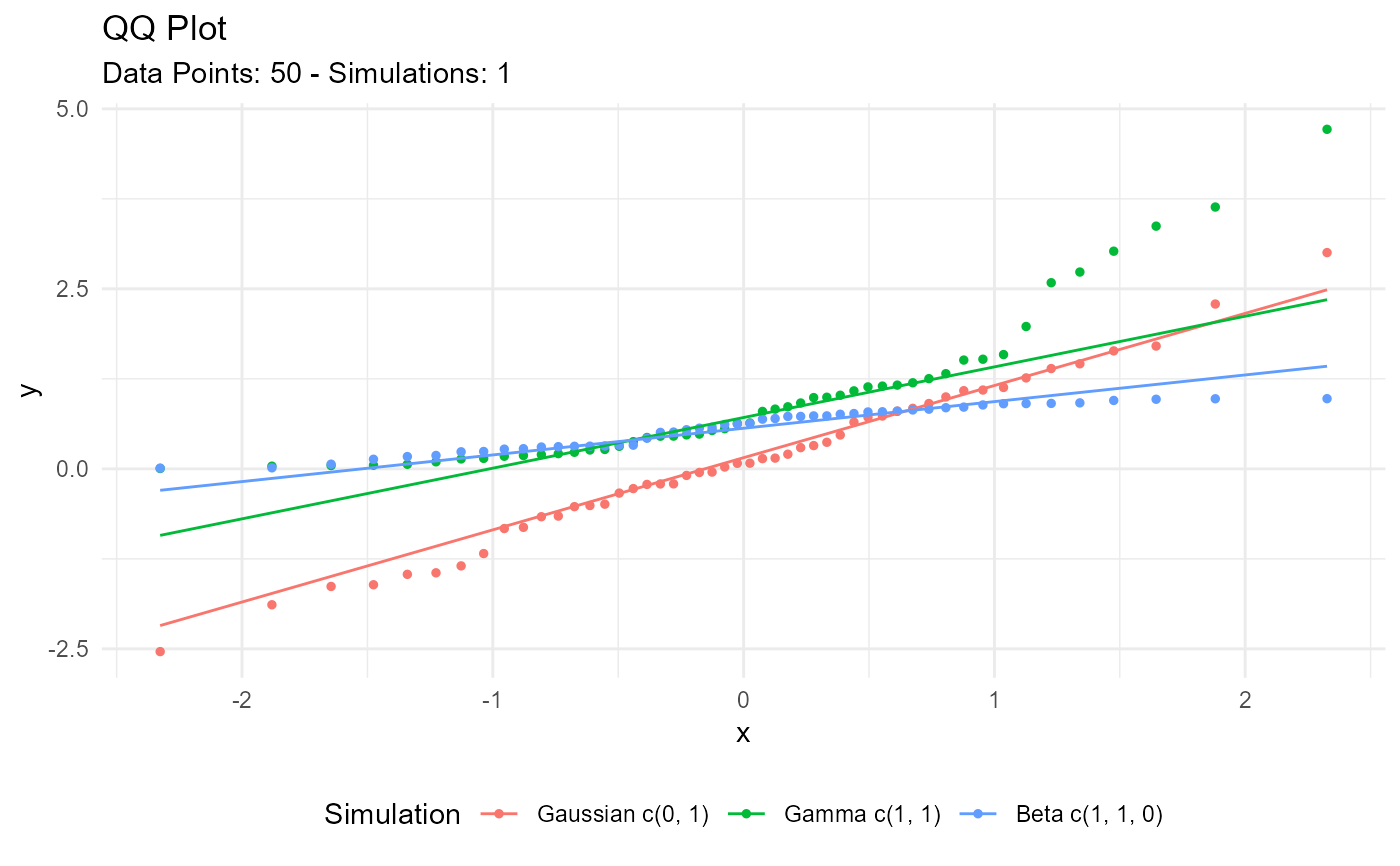 QQ Plot
Data Points: 50 - Simulations: 1
5.0
2.5
0.0
-2.5
y
-2 -1 0 1 2
x
Simulation Gaussian c(0, 1) Gamma c(1, 1) Beta c(1, 1, 0)